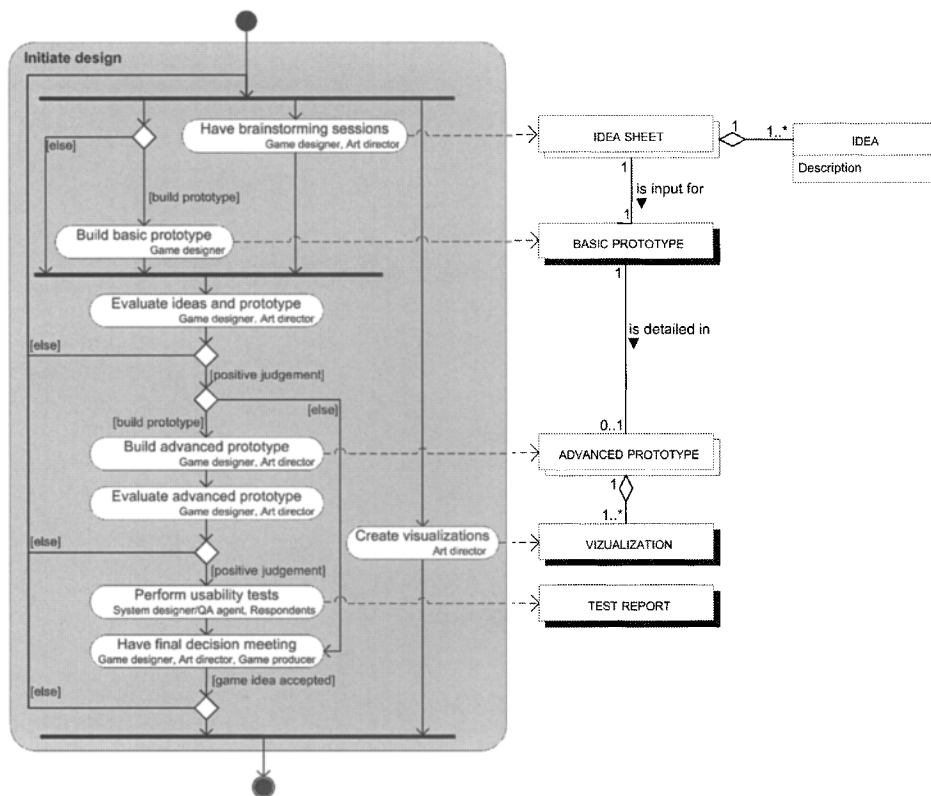 Initiate design
Have brainstorming sessions
Game designer, Art director
[else]
[build prototype]
Build basic prototype
Game designer
Evaluate ideas and prototype
Game designer, Art director
[else]
[positive judgement]
[else]
[build prototype]
Build advanced prototype
Game designer, Art director
Evaluate advanced prototype
Game designer, Art director
Create visualizations
Art director
[else]
[positive judgement]
Perform usability tests
System designer/QA agent, Respondents
Have final decision meeting
Game designer, Art director, Game producer
[game idea accepted]
[else]
IDEA SHEET
1
1..*
IDEA
Description
1
is input for
1
BASIC PROTOTYPE
1
is detailed in
0..1
ADVANCED PROTOTYPE
1
1..*
VIZUALIZATION
TEST REPORT